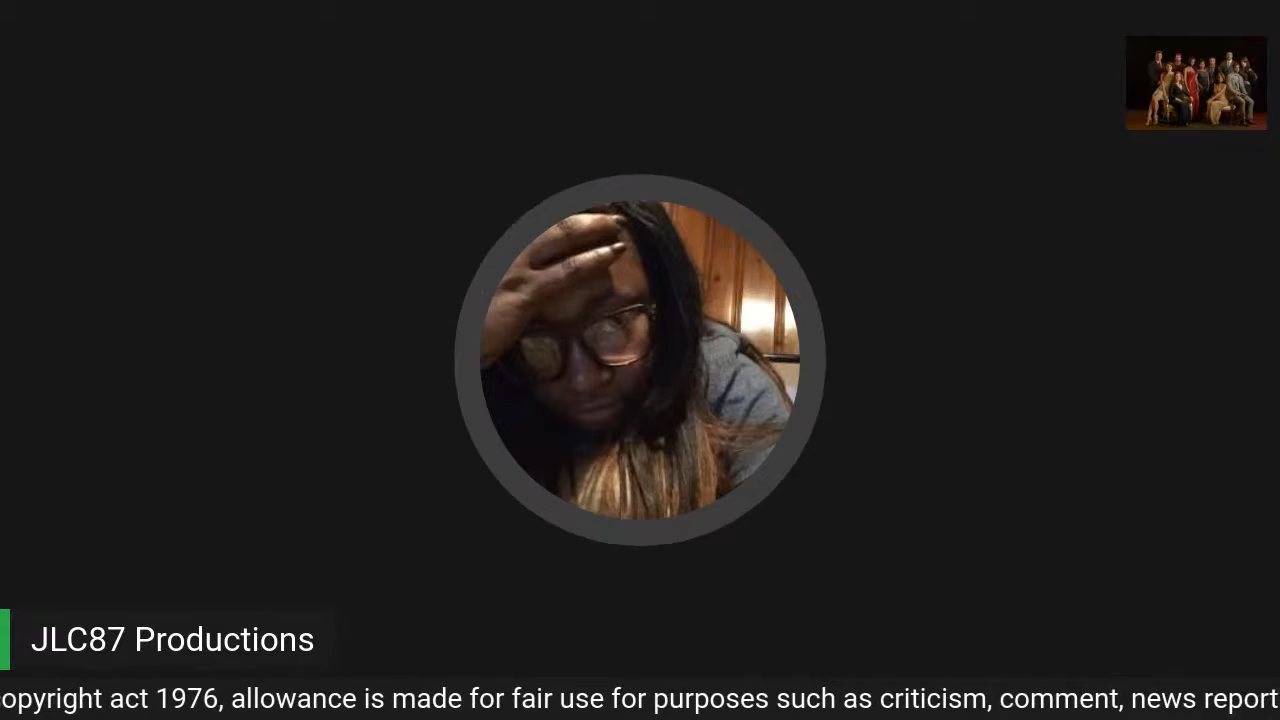 JLC87 Productions
opyright act 1976, allowance is made for fair use for purposes such as criticism, comment, news report